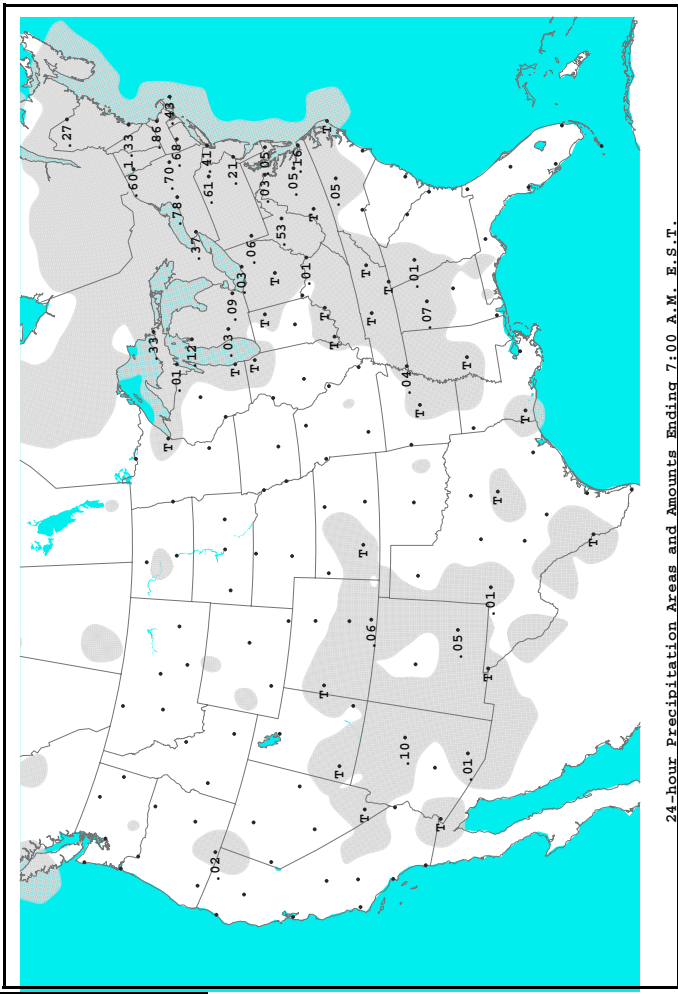 .27
.60 1.33
.86
.43
.68
.70
.78
.33
T
.01
.12
.37
.61 .41
.02
.21
.03 .09
T
.03
.06
T
T
.03 .05
T
.53
.05 .16
.01
T
T
T
T
.05
T
T
T
T
T
.06
T
T
.10
.04
.01
T
.07
T
.05
T
.01
T
.01
T
T
T
24-hour Precipitation Areas and Amounts Ending 7:00 A.M. E.S.T.